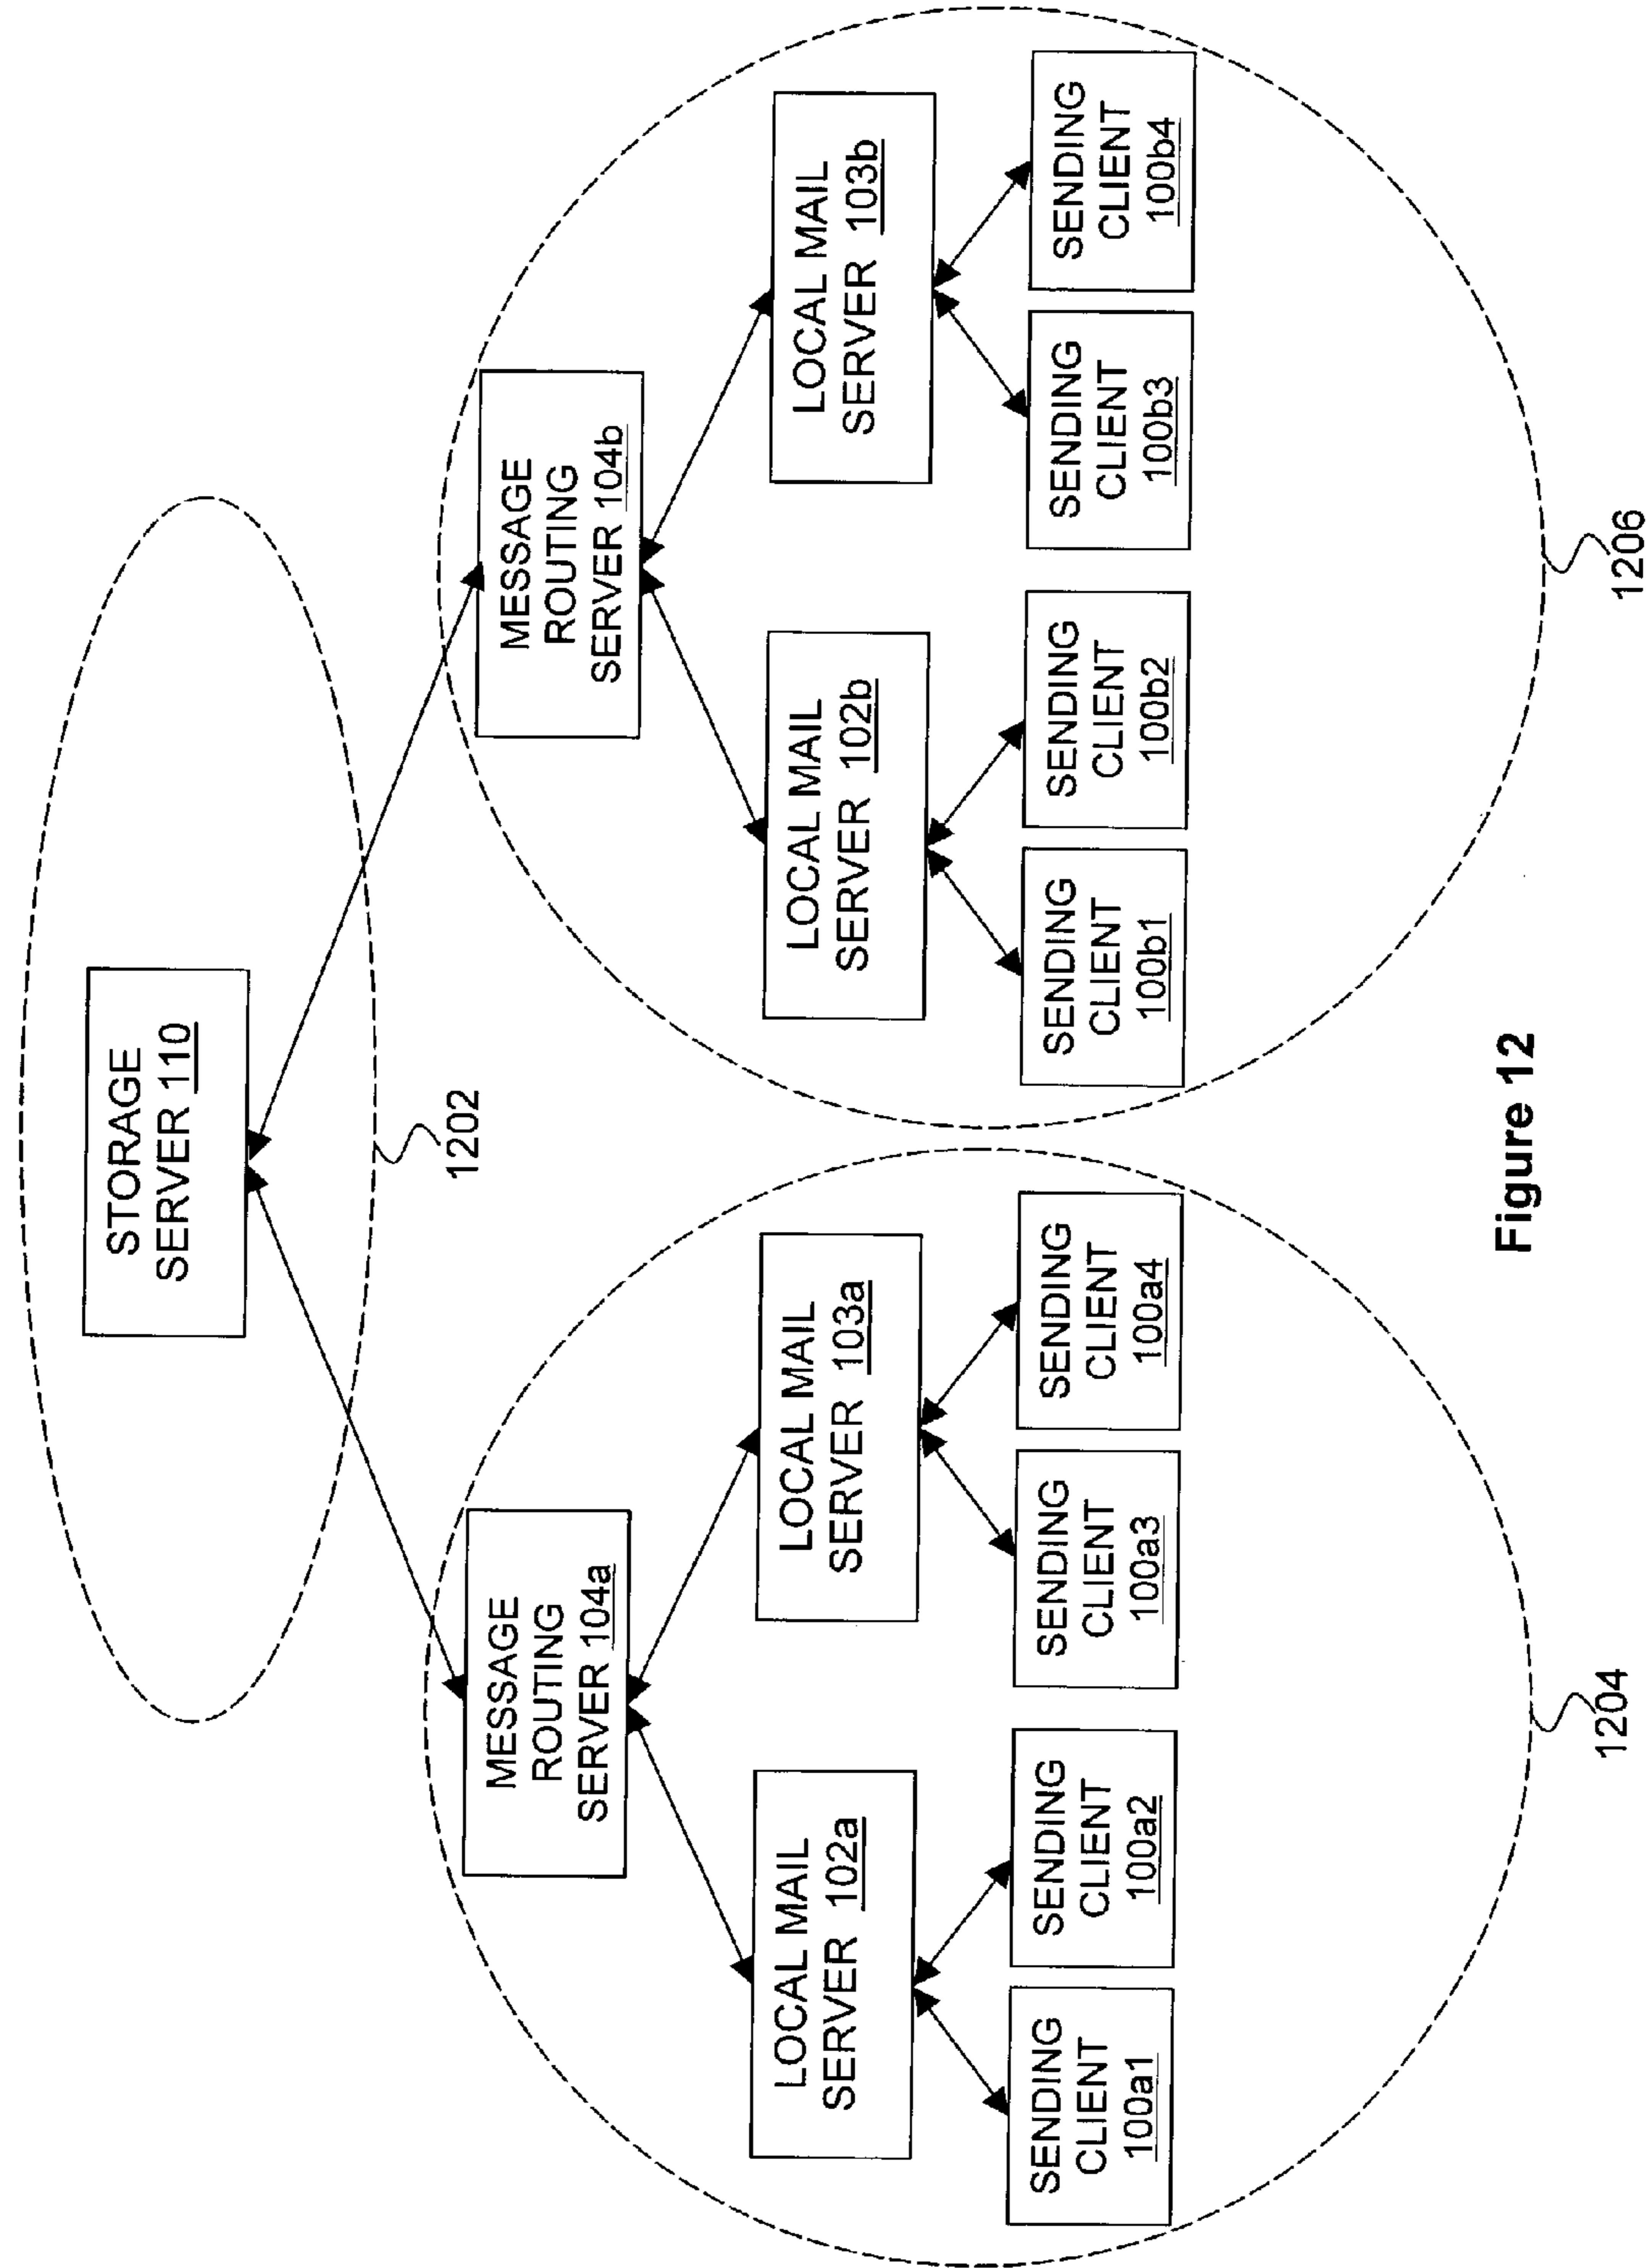 STORAGE
SERVER 110
1202
MESSAGE
ROUTING
SERVER 104a
MESSAGE
ROUTING
SERVER 104b
LOCAL MAIL
SERVER 102a
LOCAL MAIL
SERVER 103a
LOCAL MAIL
SERVER 102b
LOCAL MAIL
SERVER 103b
SENDING
CLIENT
100a1
SENDING
CLIENT
100a2
SENDING
CLIENT
100a3
SENDING
CLIENT
100a4
SENDING
CLIENT
100b1
SENDING
CLIENT
100b2
SENDING
CLIENT
100b3
SENDING
CLIENT
100b4
1204
1206
Figure 12